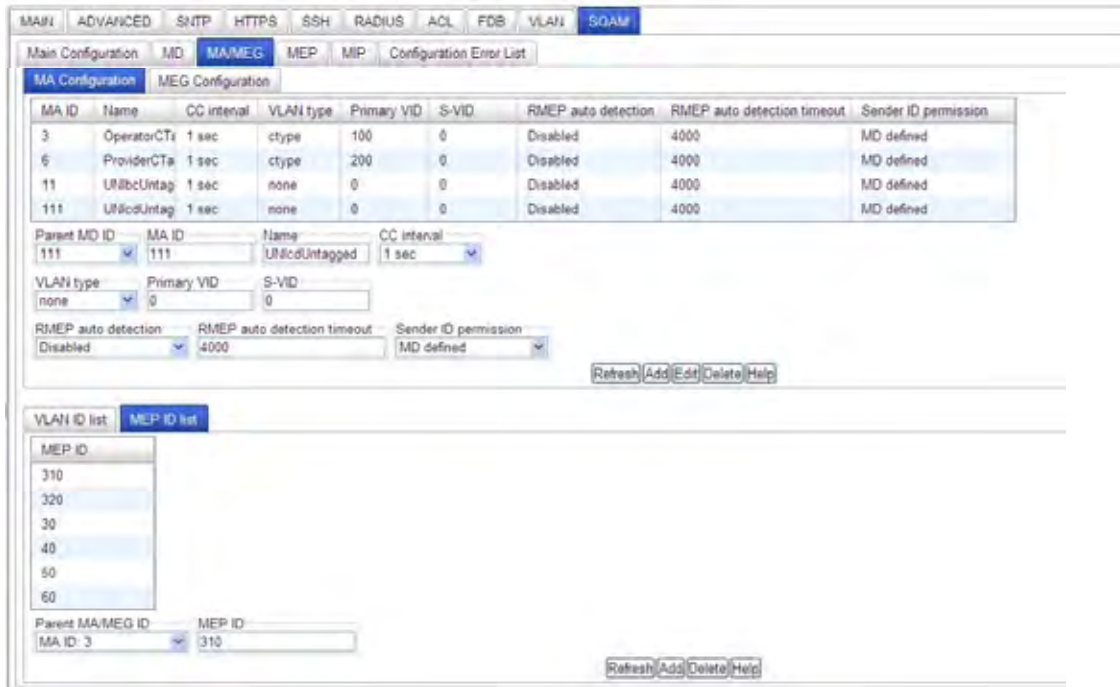 MAIN ADVANCED SNTP HTTPS SSH RADIUS ACL FDB VLAN SOAM
Main Configuration MD MA/MEG MEP MIP Configuration Error List
MA Configuration MEG Configuration
MA ID Name CC interval VLAN type Primary VID S-VID RMEP auto detection RMEP auto detection timeout Sender ID permission
3 OperatorCTa 1 sec ctype 100 0 Disabled 4000 MD defined
6 ProviderCTa 1 sec ctype 200 0 Disabled 4000 MD defined
11 UNIbcUntag 1 sec none 0 0 Disabled 4000 MD defined
111 UNIcdUntag 1 sec none 0 0 Disabled 4000 MD defined
Parent MD ID MA ID Name CC interval
111 111 UNIcdUntagged 1 sec
VLAN type Primary VID S-VID
none 0 0
RMEP auto detection RMEP auto detection timeout Sender ID permission
Disabled 4000 MD defined
Refresh Add Edit Delete Help
VLAN ID list MEP ID list
MEP ID
310
320
30
40
50
60
Parent MA/MEG ID MEP ID
MA ID: 3 310
Refresh Add Delete Help